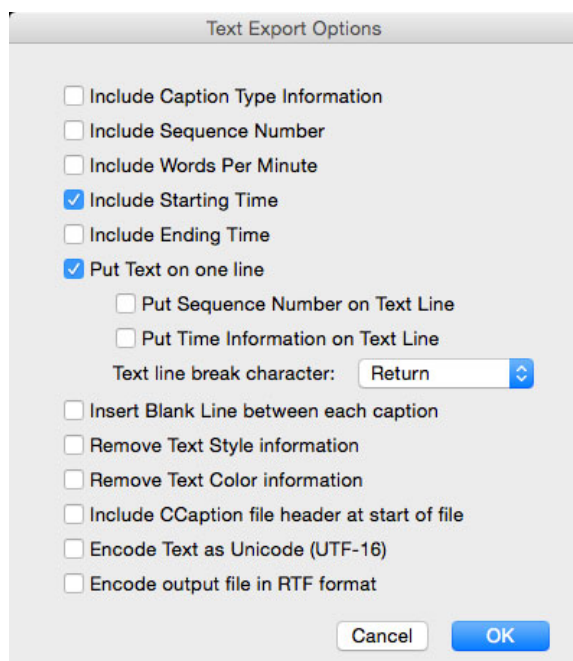 Text Export Options
Include Caption Type Information
Include Sequence Number
Include Words Per Minute
Include Starting Time
Include Ending Time
Put Text on one line
Put Sequence Number on Text Line
Put Time Information on Text Line
Text line break character: Return
Insert Blank Line between each caption
Remove Text Style information
Remove Text Color information
Include CCaption file header at start of file
Encode Text as Unicode (UTF-16)
Encode output file in RTF format
Cancel OK